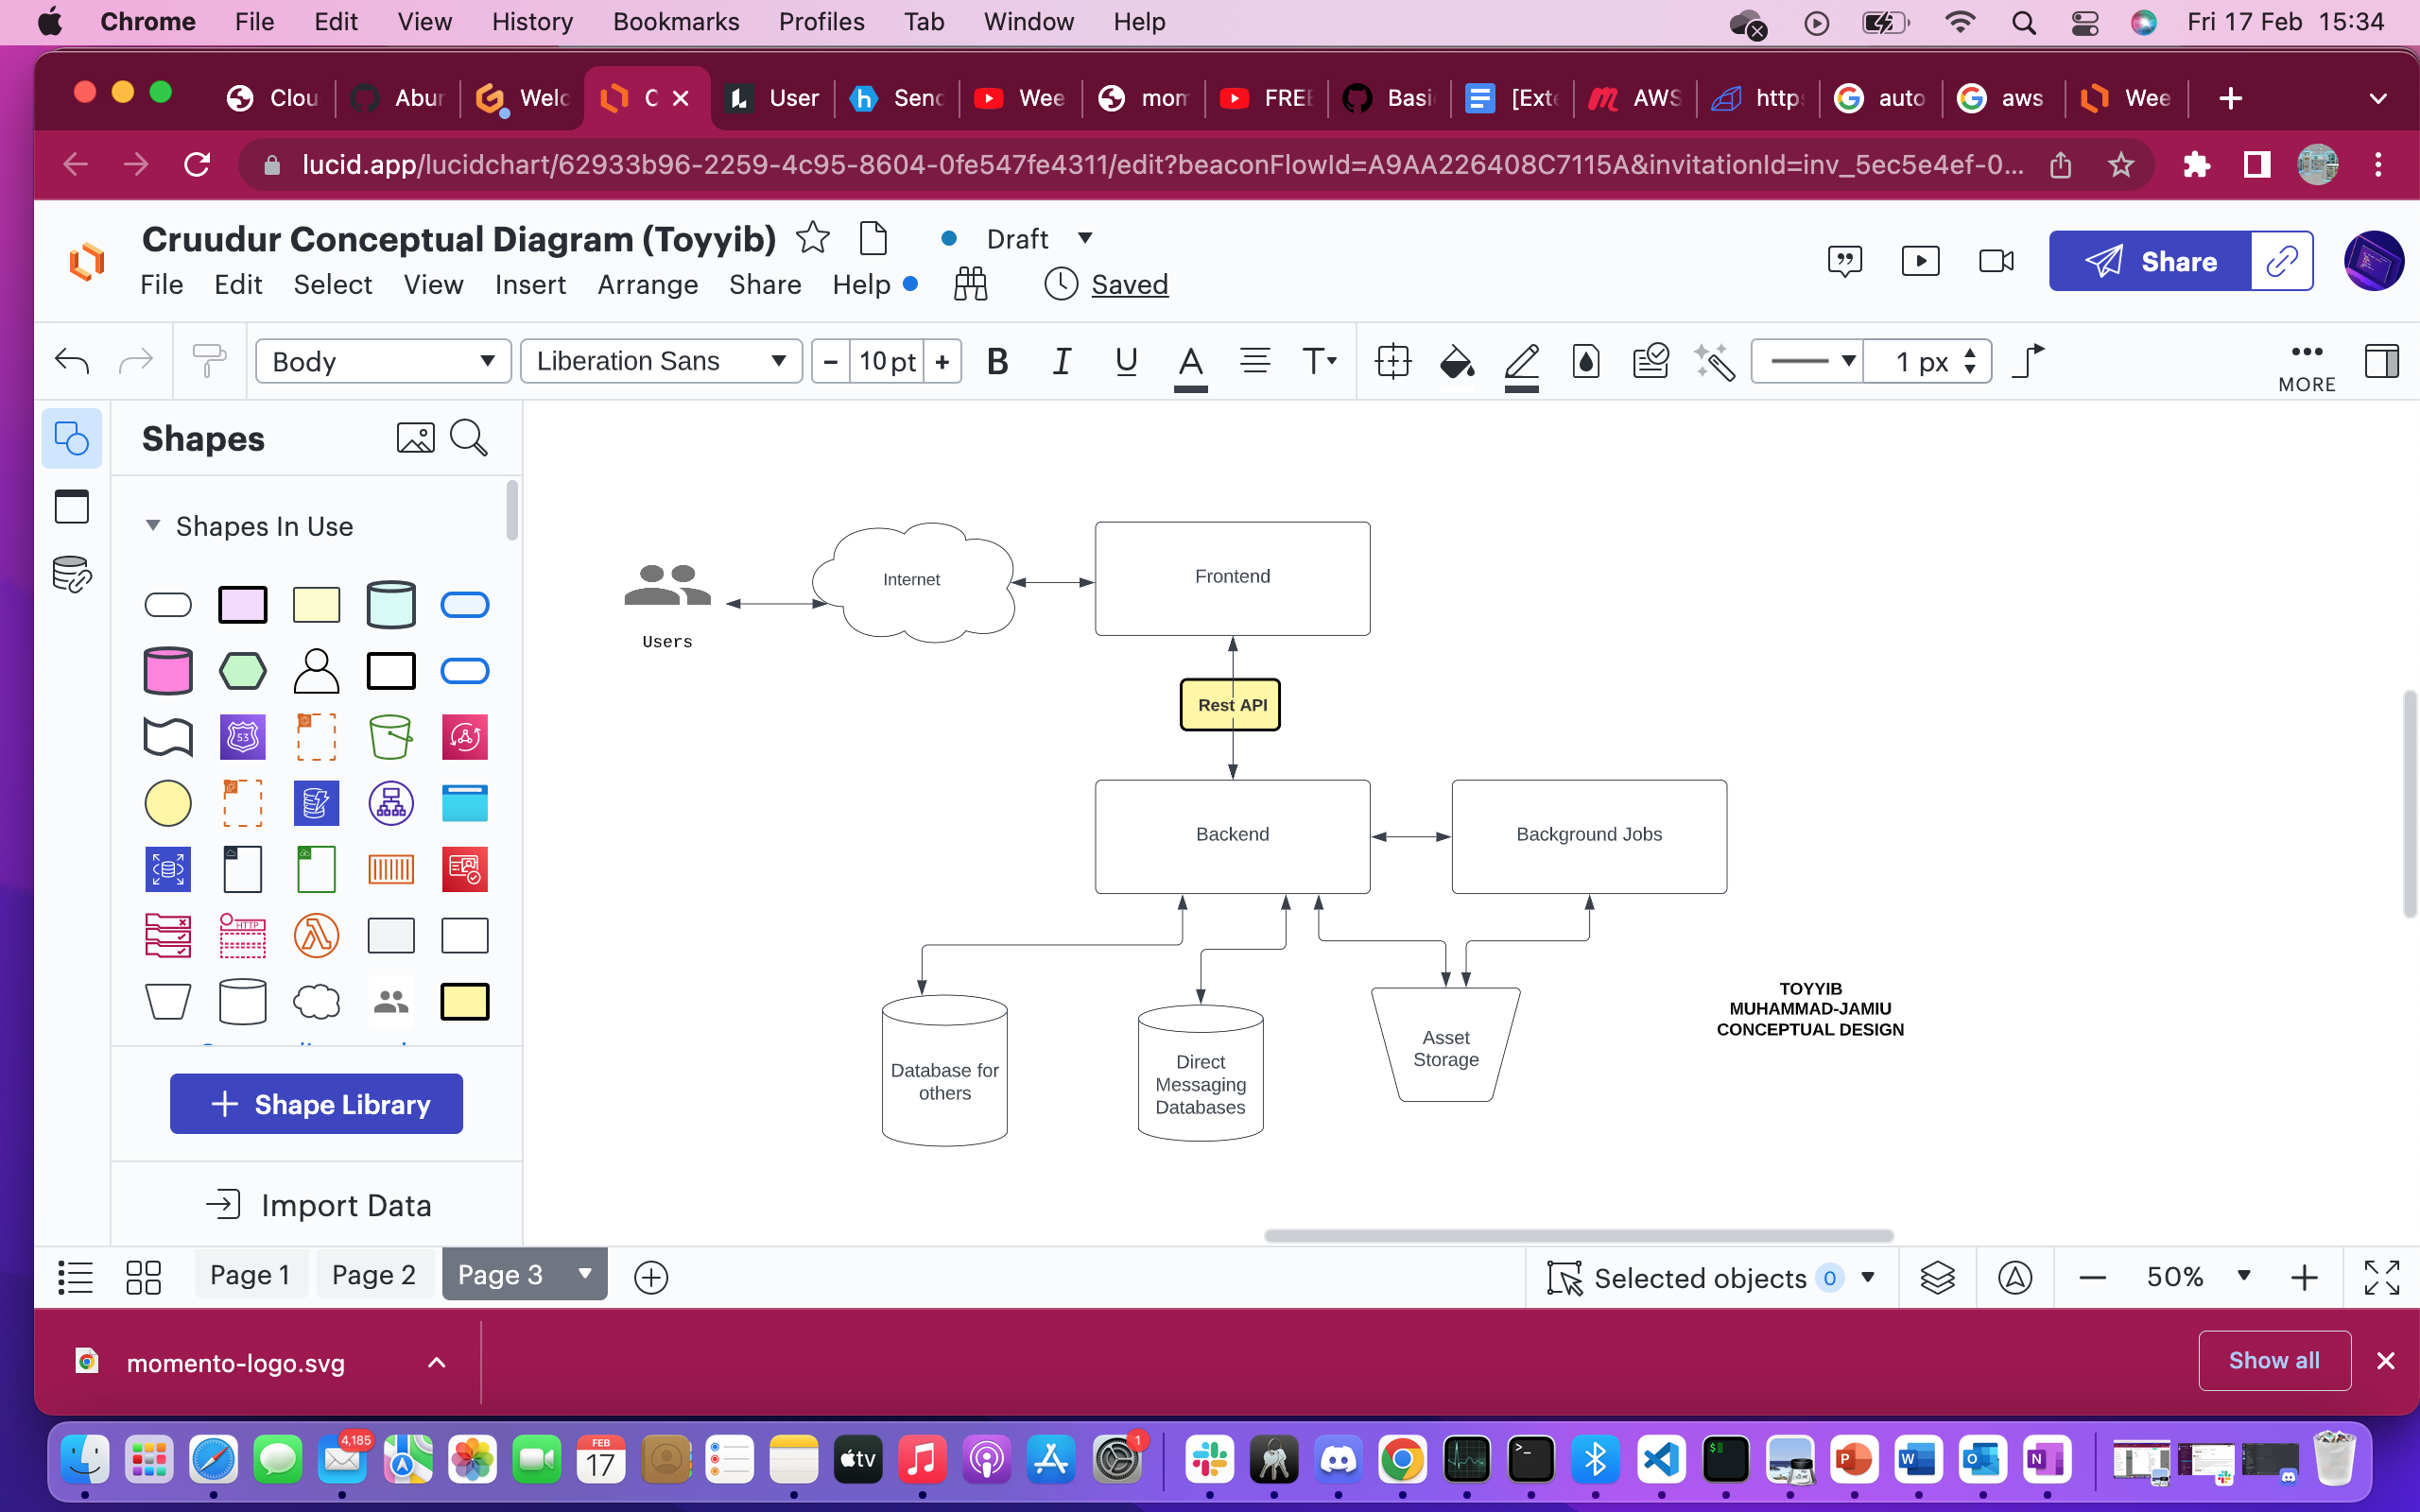 Chrome File Edit View History Bookmarks Profiles Tab Window Help Fri 17 Feb 15:34
Clou Abur Welc C User Senc Wee mom FREE Basi [Exte AWS http: auto aws Wee
lucid.app/lucidchart/62933b96-2259-4c95-8604-0fe547fe4311/edit?beaconFlowId=A9AA226408C7115A&invitationId=inv_5ec5e4ef-0...
Cruudur Conceptual Diagram (Toyyib) Draft
File Edit Select View Insert Arrange Share Help Saved
Share
Body Liberation Sans 10 pt B I U A T 1 px MORE
Shapes
Shapes In Use
53
HTTP
Shape Library
Import Data
Internet
Users
Frontend
Rest API
Backend
Background Jobs
Database for
others
Direct
Messaging
Databases
Asset
Storage
TOYYIB
MUHAMMAD-JAMIU
CONCEPTUAL DESIGN
Page 1 Page 2 Page 3 Selected objects 0 50%
momento-logo.svg Show all
4,185 FEB 17 tv 1